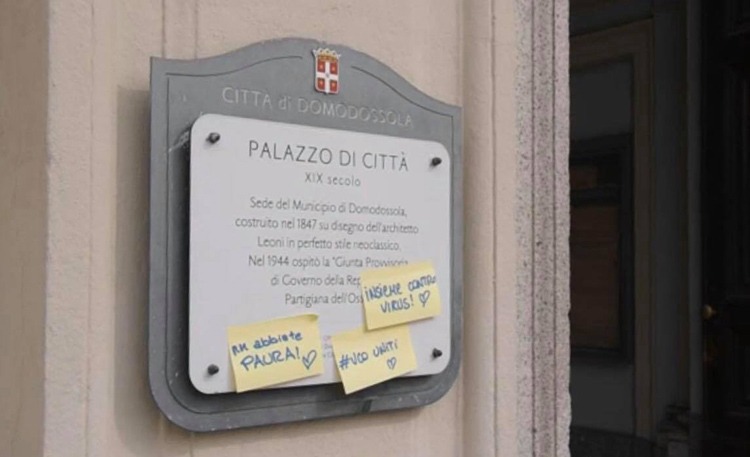 CITTÀ di DOMODOSSOLA
PALAZZO DI CITTÀ
XIX secolo
Sede del Municipio di Domodossola,
costruito nel 1847 su disegno dell'architetto
Leoni in perfetto stile neoclassico.
Nel 1944 ospitò la "Giunta Provvisoria
di Governo della Rep
Partigiana dell'Oss
INSIEME CONTRO
VIRUS! ♡
abbiate
PAURA! ♡
#VCO UNITI
♡